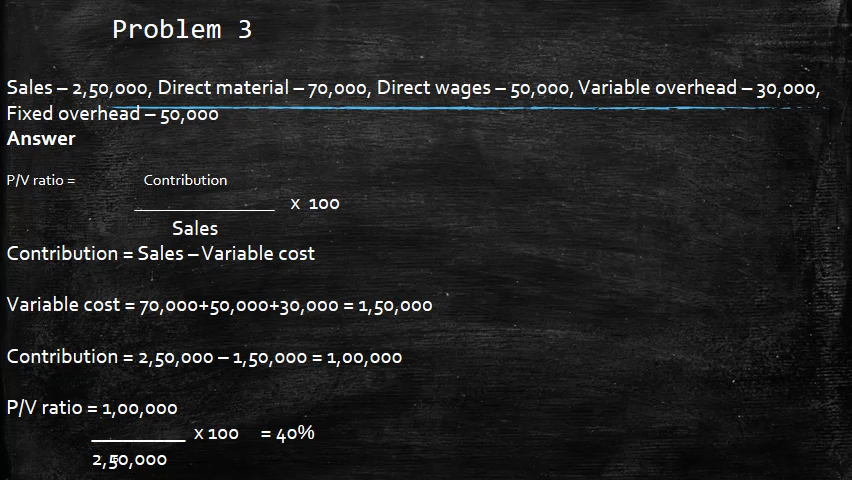 Problem 3
Sales – 2,50,000, Direct material – 70,000, Direct wages – 50,000, Variable overhead – 30,000,
Fixed overhead – 50,000
Answer
P/V ratio = Contribution
x 100
Sales
Contribution = Sales – Variable cost
Variable cost = 70,000+50,000+30,000 = 1,50,000
Contribution = 2,50,000 – 1,50,000 = 1,00,000
P/V ratio = 1,00,000
x 100 = 40%
2,50,000